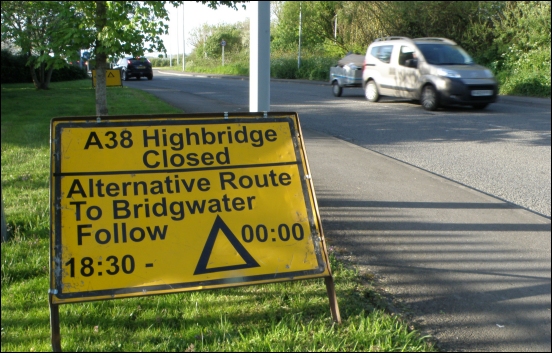 A38 Highbridge
Closed
Alternative Route
To Bridgwater
Follow 00:00
18:30 -